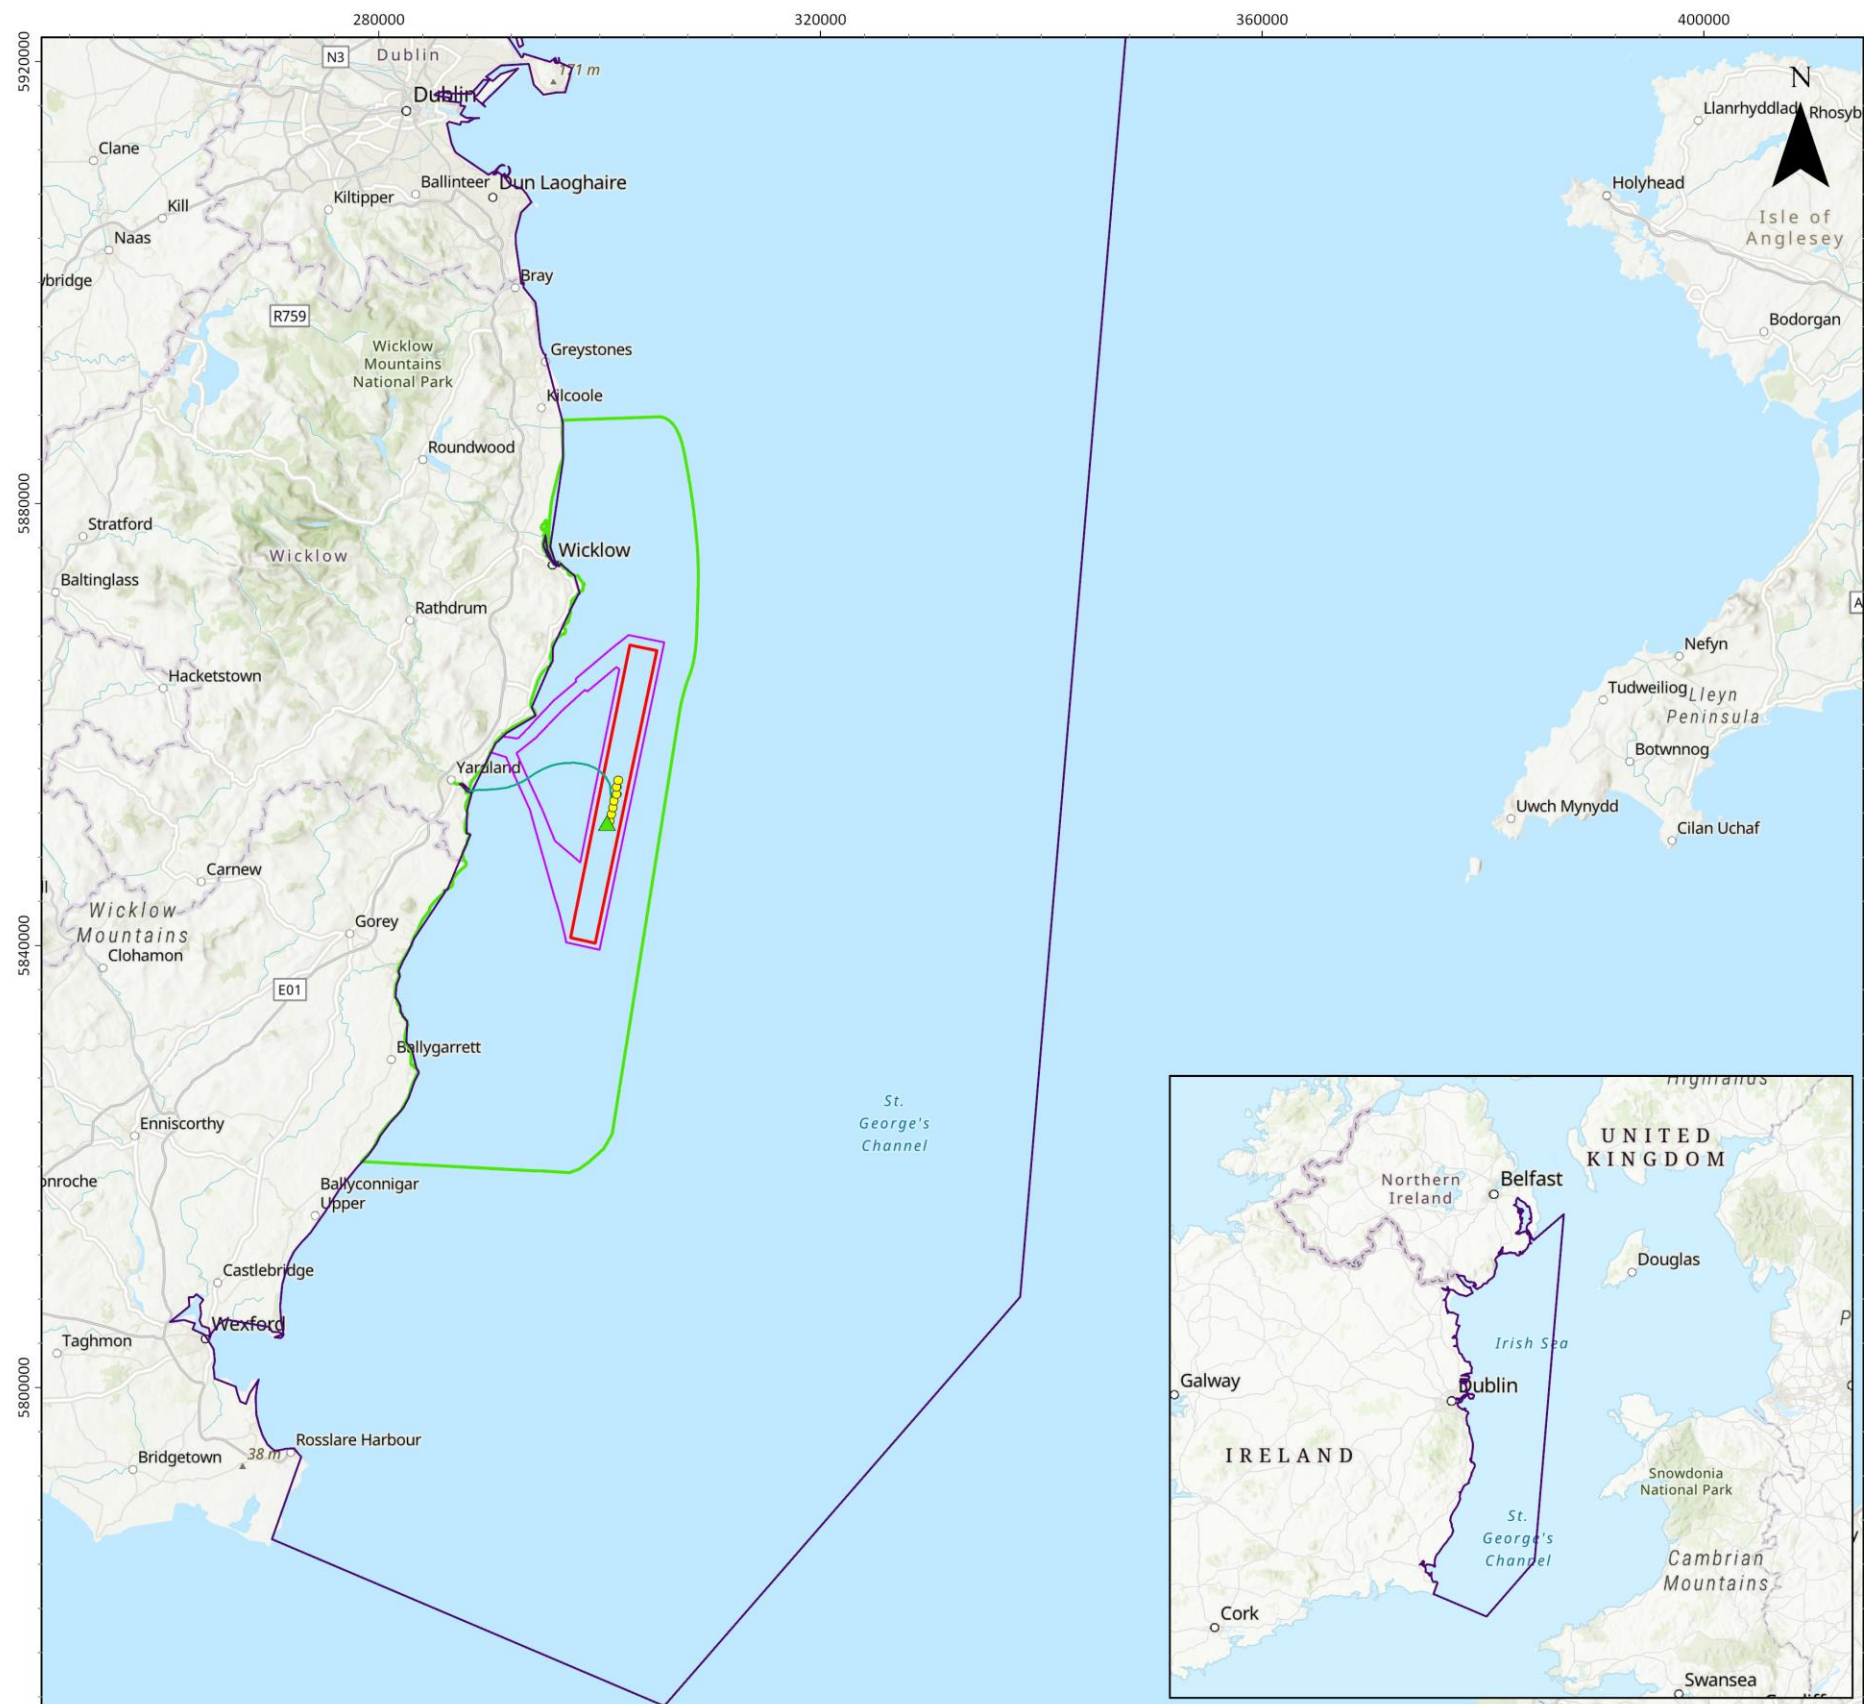 280000
320000
360000
400000
5920000
5880000
5840000
5800000
N3
Dublin
171 m
Dublin
Clane
Ballinteer
Dun Laoghaire
Kiltipper
Kill
Naas
wbridge
Bray
R759
Greystones
Wicklow
Mountains
National Park
Kilcoole
Roundwood
Stratford
Wicklow
Wicklow
Baltinglass
Rathdrum
Hacketstown
Yardland
Carnew
Gorey
Wicklow
Mountains
Clohamon
E01
Ballygarrett
Enniscorthy
onroche
Ballyconnigar
Upper
Castlebridge
Wexford
Taghmon
Rosslare Harbour
Bridgetown
38 m
St.
George's
Channel
N
Llanrhyddlad
Rhosyb
Holyhead
Isle of
Anglesey
Bodorgan
A
Nefyn
Tudweiliog
Lleyn
Peninsula
Botwnnog
Uwch Mynydd
Cilan Uchaf
Highlands
UNITED
KINGDOM
Northern
Ireland
Belfast
Douglas
Irish Sea
Galway
Dublin
P
IRELAND
Snowdonia
National Park
St.
George's
Channel
Cambrian
Mountains
Cork
Swansea